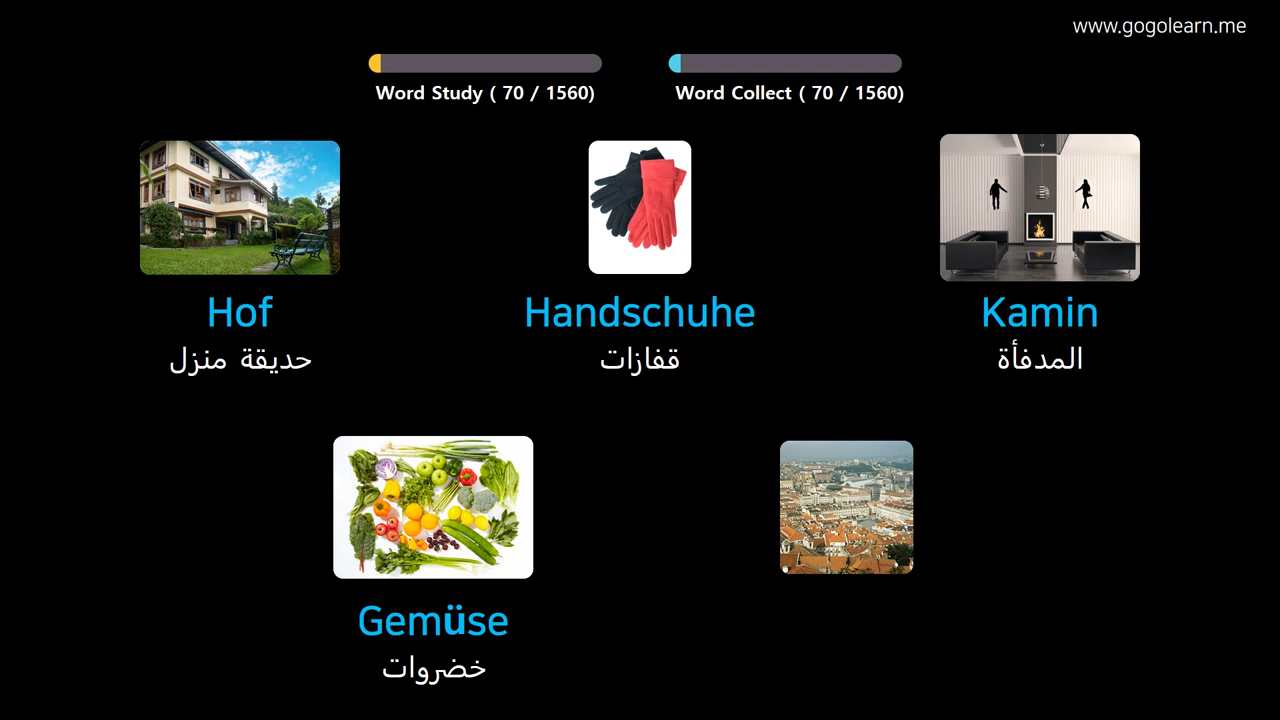 www.gogolearn.me
Word Study ( 70 / 1560)
Word Collect ( 70 / 1560)
Hof
حديقة منزل
Handschuhe
قفازات
Kamin
المدفأة
Gemüse
خضروات